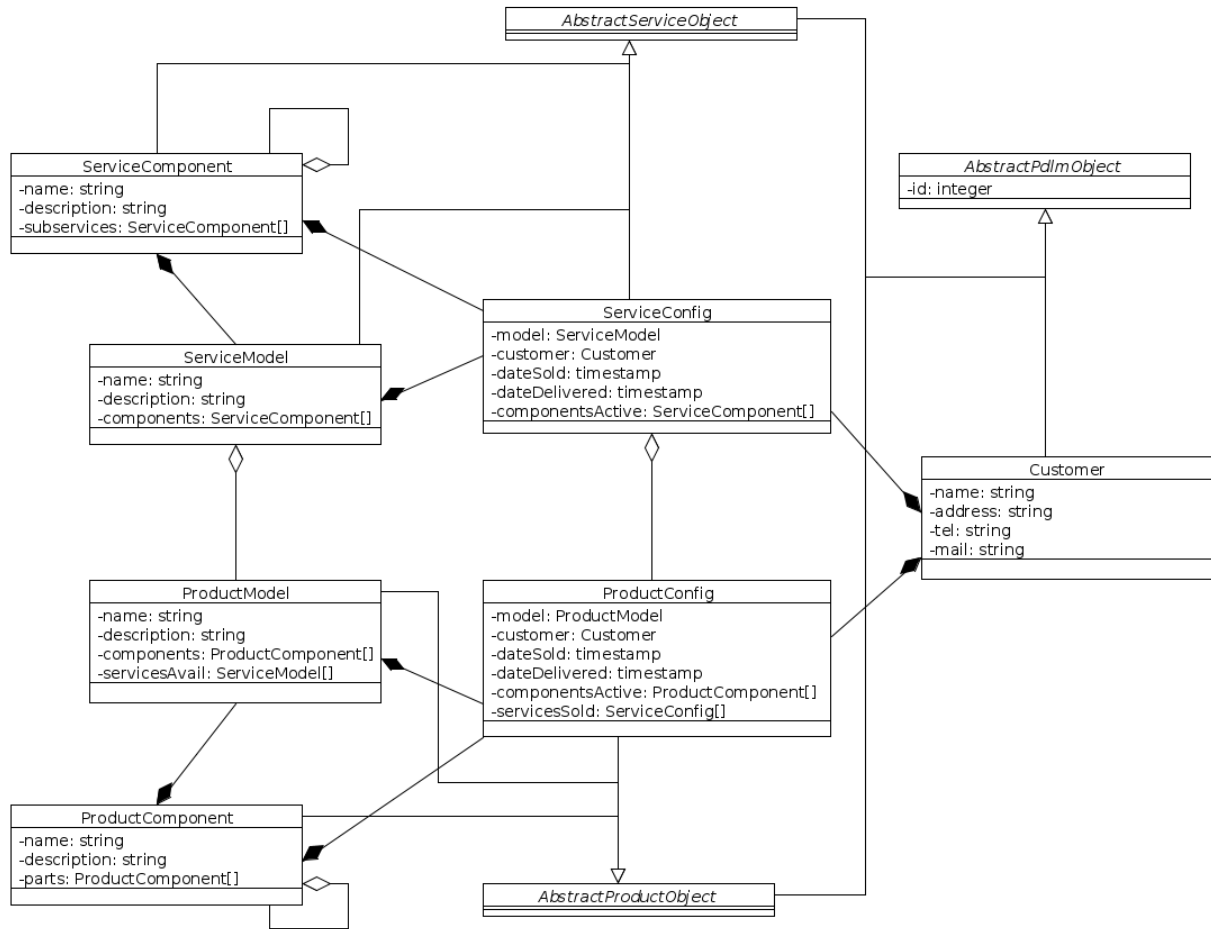 AbstractServiceObject
ServiceComponent
-name: string
-description: string
-subservices: ServiceComponent[]
AbstractPdlmObject
-id: integer
ServiceConfig
-model: ServiceModel
-customer: Customer
-dateSold: timestamp
-dateDelivered: timestamp
-componentsActive: ServiceComponent[]
ServiceModel
-name: string
-description: string
-components: ServiceComponent[]
Customer
-name: string
-address: string
-tel: string
-mail: string
ProductModel
-name: string
-description: string
-components: ProductComponent[]
-servicesAvail: ServiceModel[]
ProductConfig
-model: ProductModel
-customer: Customer
-dateSold: timestamp
-dateDelivered: timestamp
-componentsActive: ProductComponent[]
-servicesSold: ServiceConfig[]
ProductComponent
-name: string
-description: string
-parts: ProductComponent[]
AbstractProductObject